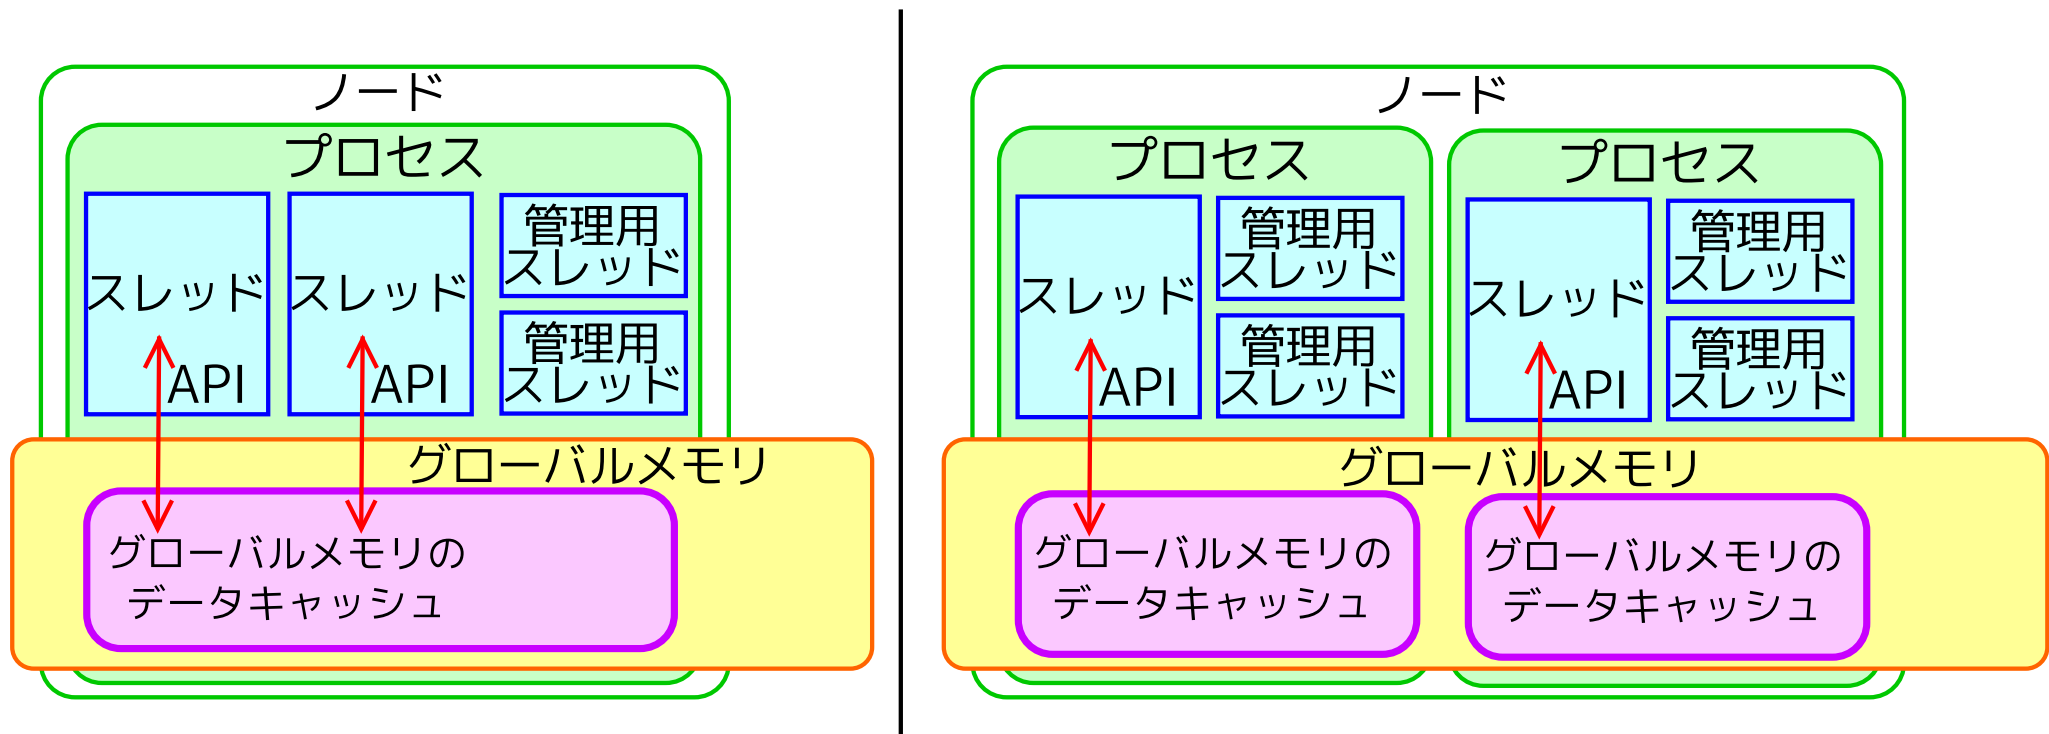 ノード
プロセス
スレッド
API
スレッド
API
管理用
スレッド
管理用
スレッド
グローバルメモリ
グローバルメモリの
データキャッシュ
ノード
プロセス
スレッド
API
管理用
スレッド
管理用
スレッド
プロセス
スレッド
API
管理用
スレッド
管理用
スレッド
グローバルメモリ
グローバルメモリの
データキャッシュ
グローバルメモリの
データキャッシュ